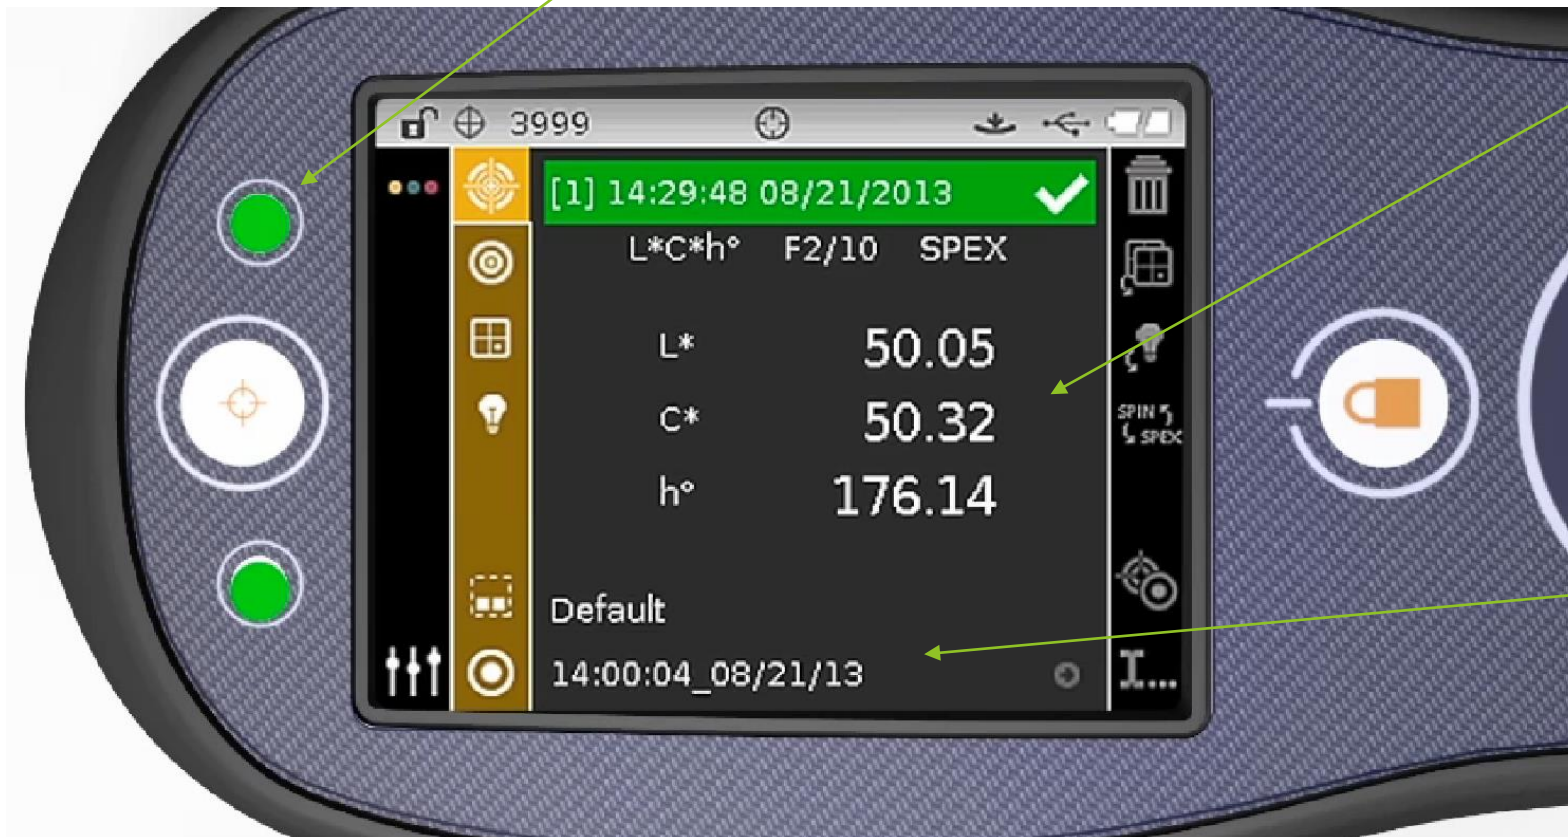 3999
[1] 14:29:48 08/21/2013
L*C*h° F2/10 SPEX
L* 50.05
C* 50.32
h° 176.14
SPIN
SPEX
Default
14:00:04_08/21/13
I...